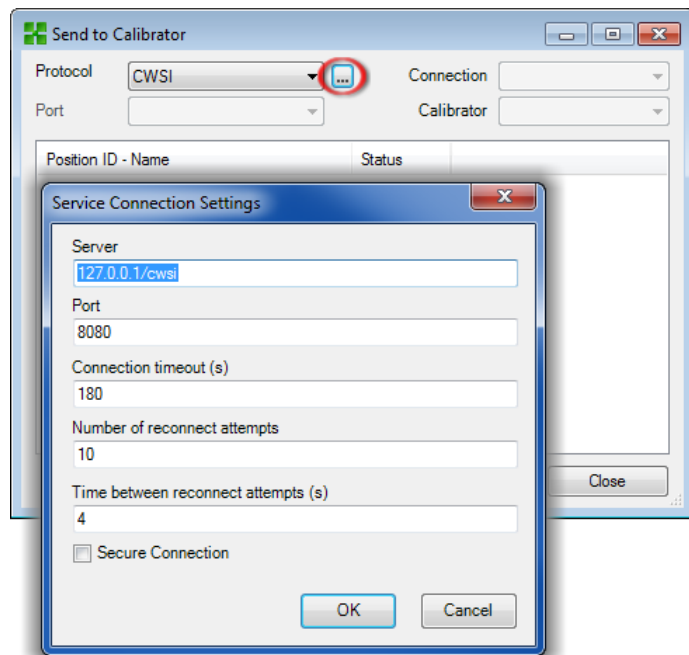 Send to Calibrator
Protocol CWSI ... Connection
Port Calibrator
Position ID - Name Status
Service Connection Settings
Server
127.0.0.1/cwsi
Port
8080
Connection timeout (s)
180
Number of reconnect attempts
10
Time between reconnect attempts (s)
4
Secure Connection
OK Cancel
Close